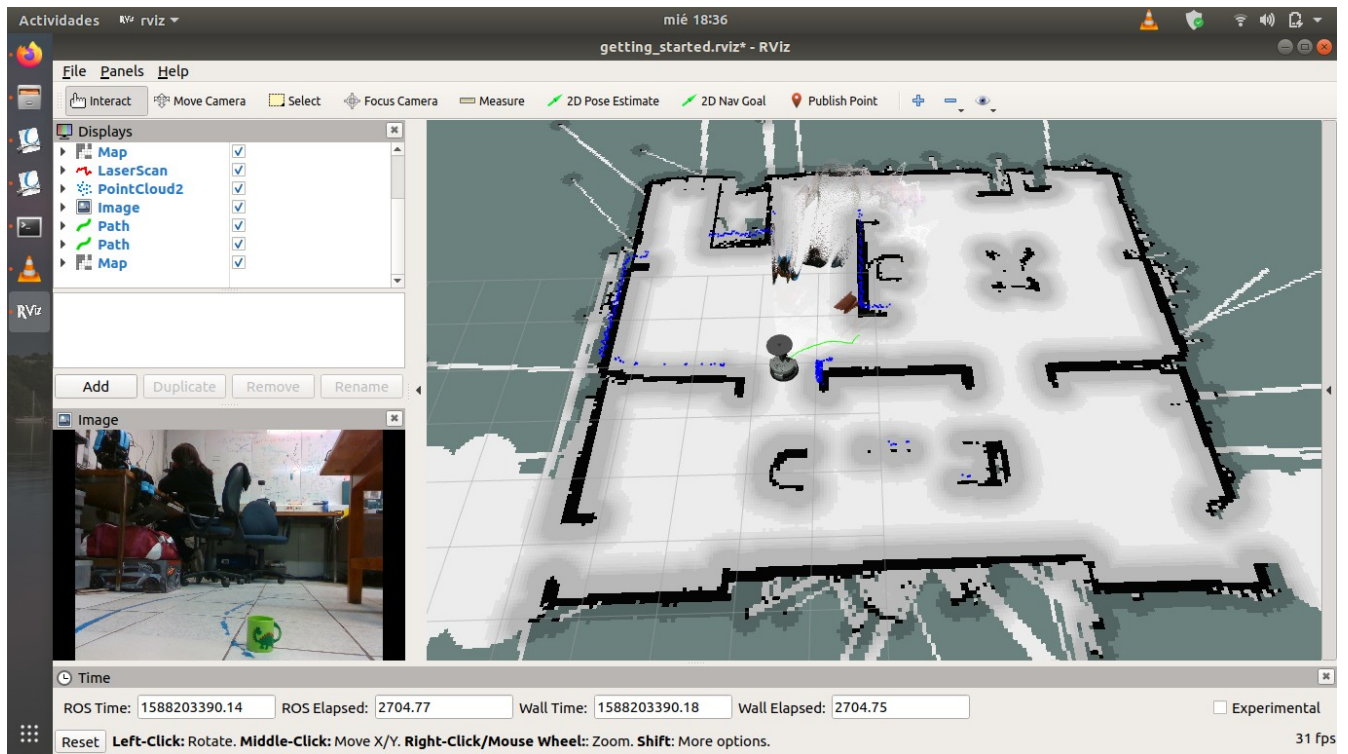 Actividades RViz rviz mié 18:36
getting_started.rviz* - RViz
File Panels Help
Interact Move Camera Select Focus Camera Measure 2D Pose Estimate 2D Nav Goal Publish Point
Displays
Map
LaserScan
PointCloud2
Image
Path
Path
Map
RViz
Add Duplicate Remove Rename
Image
Time
ROS Time: 1588203390.14 ROS Elapsed: 2704.77 Wall Time: 1588203390.18 Wall Elapsed: 2704.75 Experimental
Reset Left-Click: Rotate. Middle-Click: Move X/Y. Right-Click/Mouse Wheel:: Zoom. Shift: More options. 31 fps